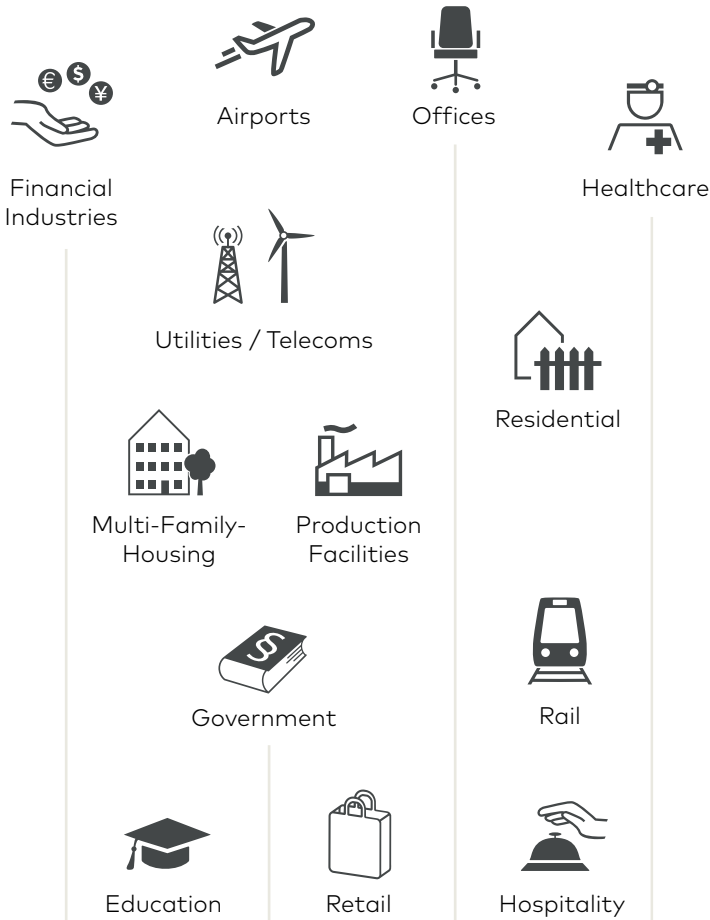 Airports
Offices
Financial
Industries
Healthcare
Utilities / Telecoms
Residential
Multi-Family-
Housing
Production
Facilities
§
Government
Rail
Education
Retail
Hospitality
€
$
¥